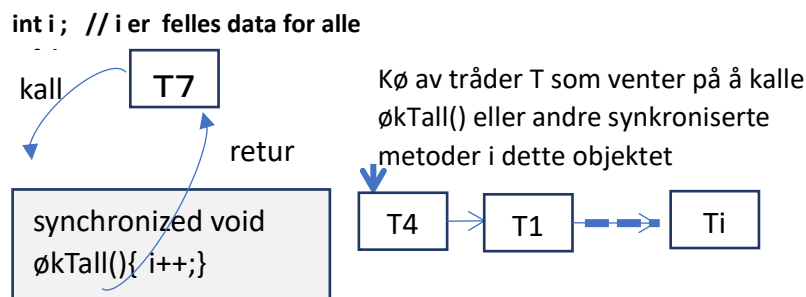 int i ;  // i er  felles data for alle
kall
T7
retur
Kø av tråder T som venter på å kalle
økTall() eller andre synkroniserte
metoder i dette objektet
synchronized void
økTall(){ i++;}
T4
T1
Ti